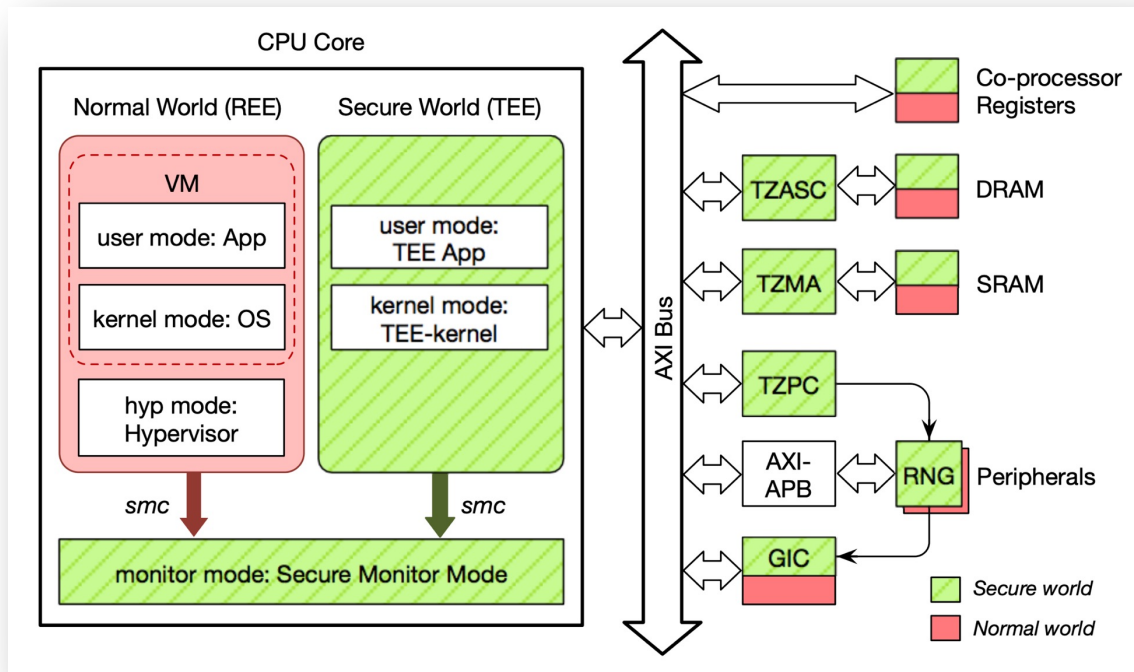 CPU Core
Normal World (REE)
Secure World (TEE)
VM
user mode: App
kernel mode: OS
hyp mode:
Hypervisor
user mode:
TEE App
kernel mode:
TEE-kernel
smc
smc
monitor mode: Secure Monitor Mode
AXI Bus
Co-processor
Registers
TZASC
DRAM
TZMA
SRAM
TZPC
AXI-
APB
RNG
Peripherals
GIC
Secure world
Normal world